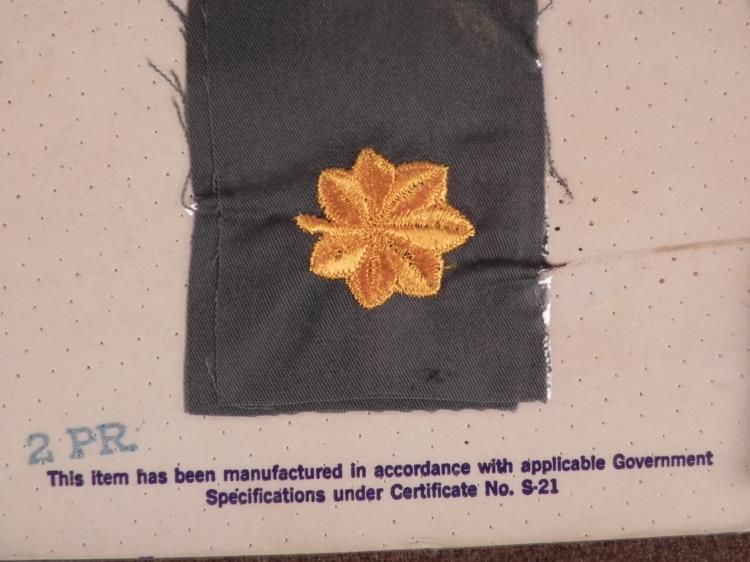 2 PR
This item has been manufactured in accordance with applicable Government
Specifications under Certificate No. S-21